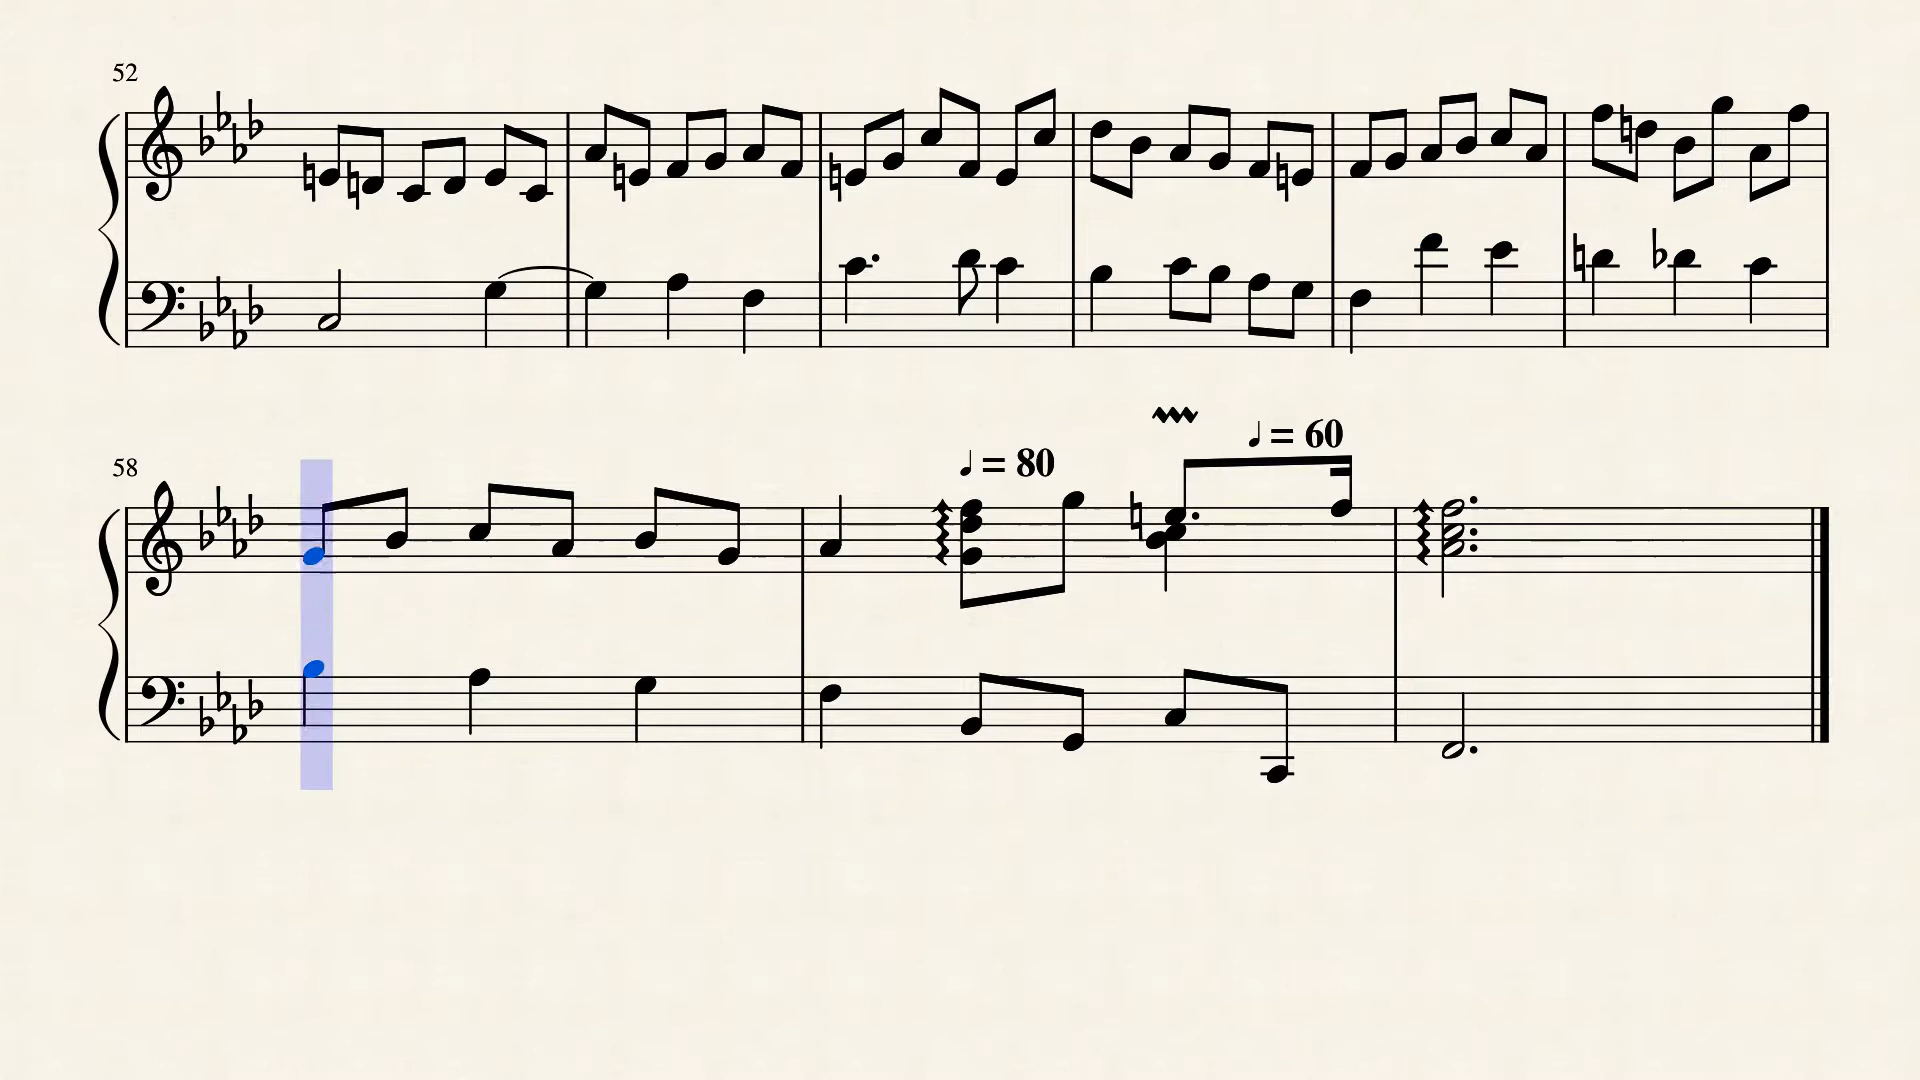 52
58
♩ = 80
♩ = 60